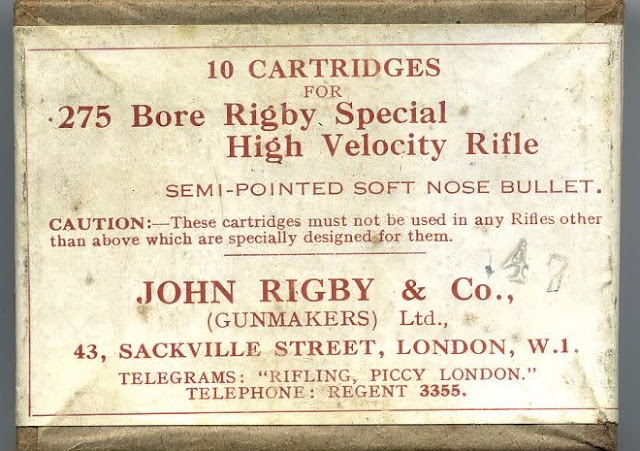 10 CARTRIDGES
FOR
·275 Bore Rigby Special
High Velocity Rifle
SEMI-POINTED SOFT NOSE BULLET.
CAUTION:—These cartridges must not be used in any Rifles other
than above which are specially designed for them.
JOHN RIGBY & Co.,
(GUNMAKERS) Ltd.,
43, SACKVILLE STREET, LONDON, W.1.
TELEGRAMS: "RIFLING, PICCY LONDON."
TELEPHONE: REGENT 3355.